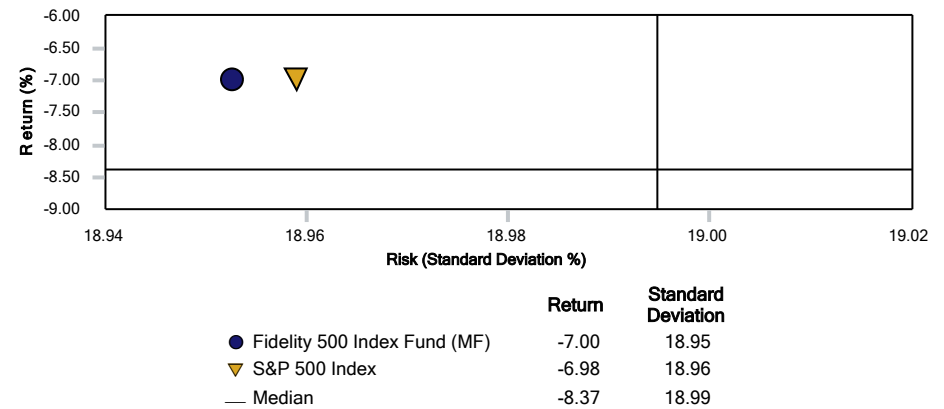 -6.00
-6.50
-7.00
-7.50
-8.00
-8.50
-9.00
Return (%)
18.94 18.96 18.98 19.00 19.02
Risk (Standard Deviation %)
Return Standard Deviation
Fidelity 500 Index Fund (MF) -7.00 18.95
S&P 500 Index -6.98 18.96
Median -8.37 18.99